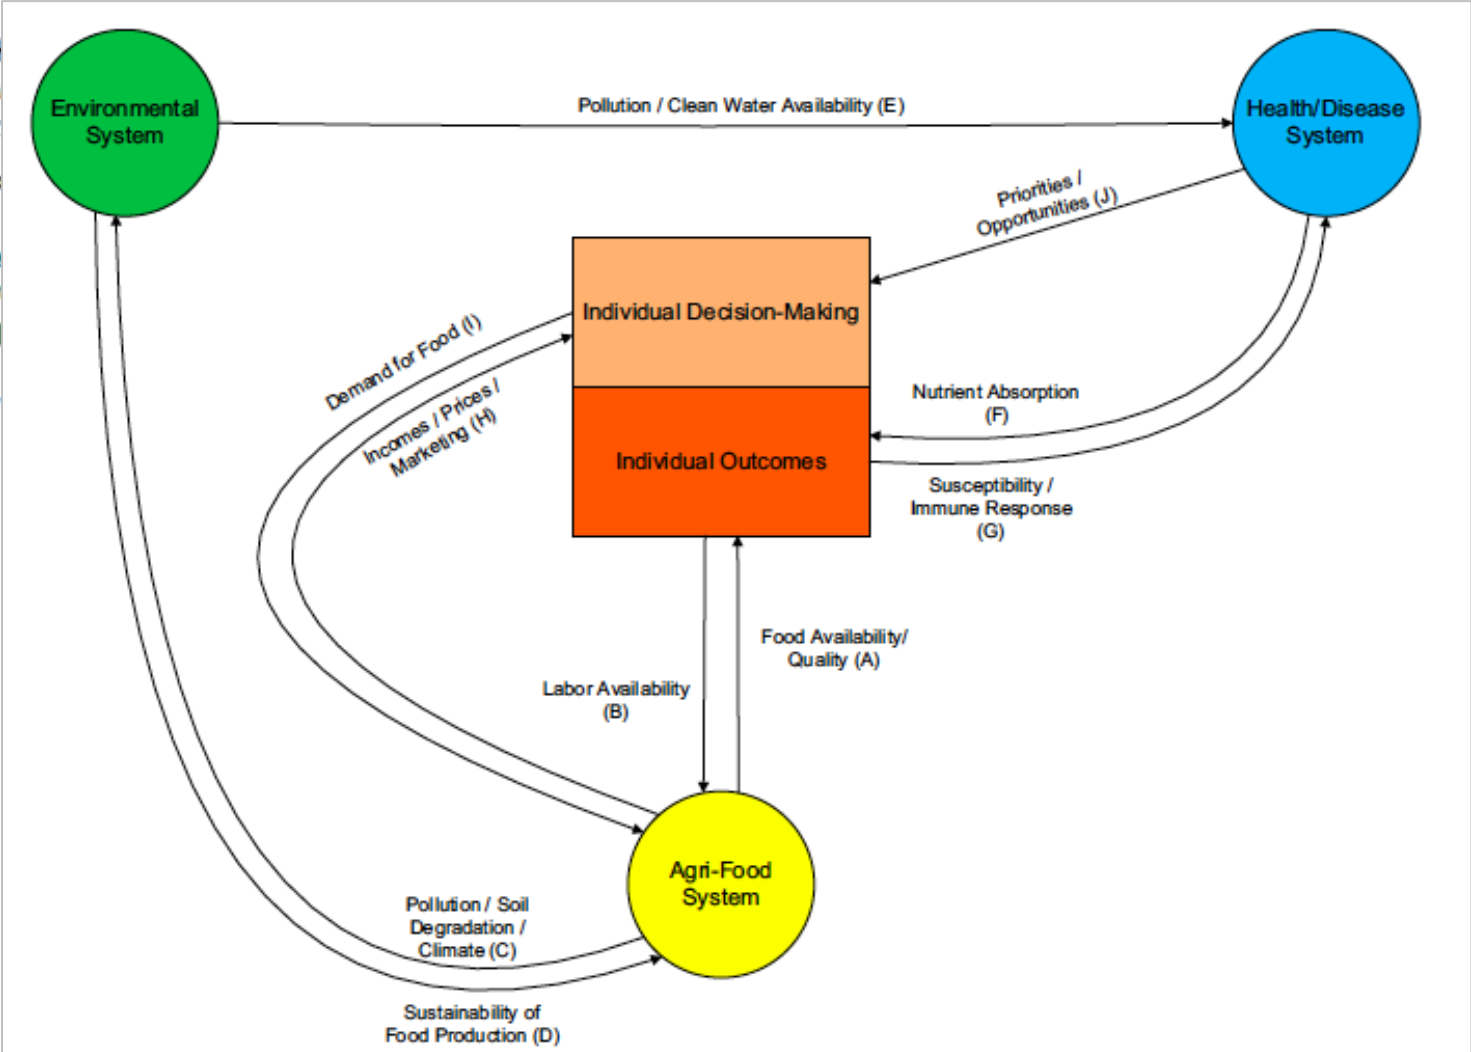 Environmental
System
Pollution / Clean Water Availability (E)
Health/Disease
System
Priorities /
Opportunities (J)
Individual Decision-Making
Demand for Food (I)
Incomes / Prices /
Marketing (H)
Nutrient Absorption
(F)
Individual Outcomes
Susceptibility /
Immune Response
(G)
Food Availability/
Quality (A)
Labor Availability
(B)
Agri-Food
System
Pollution / Soil
Degradation /
Climate (C)
Sustainability of
Food Production (D)